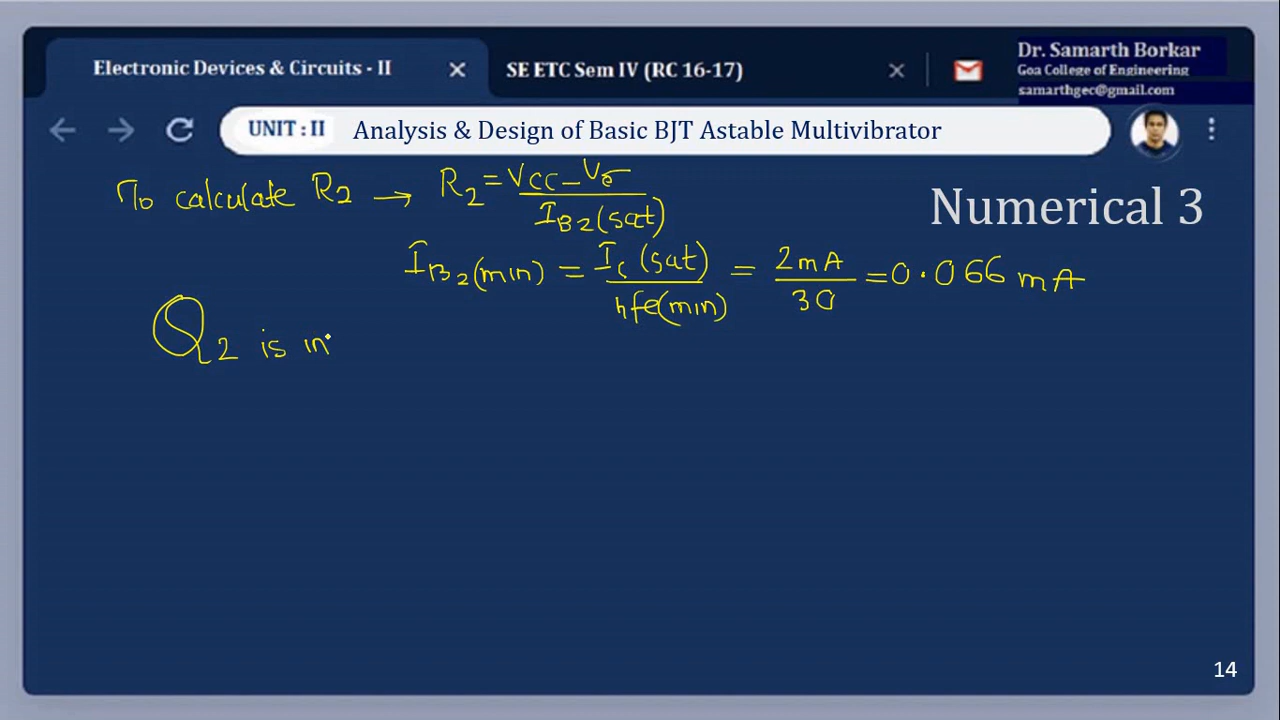 Electronic Devices & Circuits - II
SE ETC Sem IV (RC 16-17)
Dr. Samarth Borkar
Goa College of Engineering
samarthgec@gmail.com
UNIT : II Analysis & Design of Basic BJT Astable Multivibrator
Numerical 3
To calculate R2 → R2 = VCC - Vσ / IB2(sat)
IB2(min) = Ic(sat) / hfe(min) = 2mA / 30 = 0.066 mA
Q2 is in
14